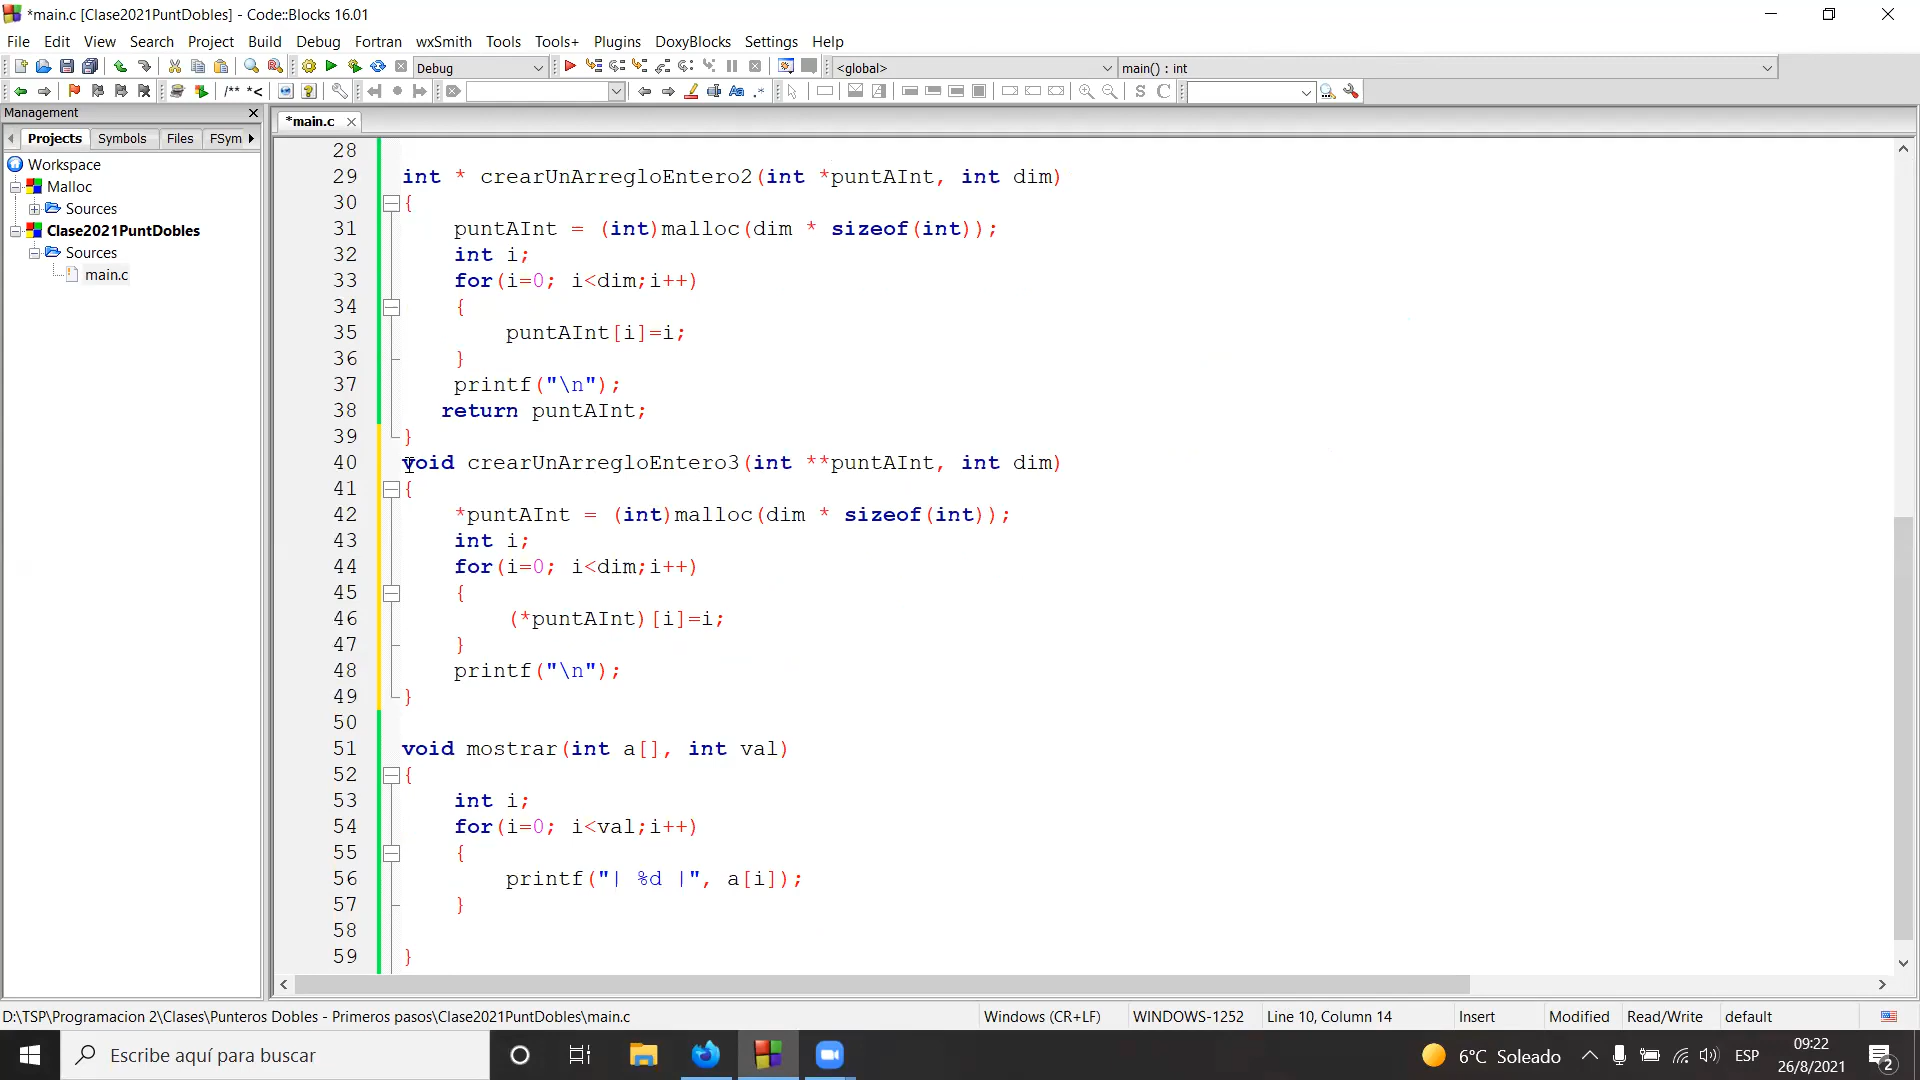 *main.c [Clase2021PuntDobles] - Code::Blocks 16.01
File Edit View Search Project Build Debug Fortran wxSmith Tools Tools+ Plugins DoxyBlocks Settings Help
Debug <global> main() : int
/** *<
Management
Projects Symbols Files FSym
*main.c
Workspace
Malloc
Sources
Clase2021PuntDobles
Sources
main.c
28
29 int * crearUnArregloEntero2(int *puntAInt, int dim)
30 {
31 puntAInt = (int)malloc(dim * sizeof(int));
32 int i;
33 for(i=0; i<dim;i++)
34 {
35 puntAInt[i]=i;
36 }
37 printf("\n");
38 return puntAInt;
39 }
40 void crearUnArregloEntero3(int **puntAInt, int dim)
41 {
42 *puntAInt = (int)malloc(dim * sizeof(int));
43 int i;
44 for(i=0; i<dim;i++)
45 {
46 (*puntAInt)[i]=i;
47 }
48 printf("\n");
49 }
50
51 void mostrar(int a[], int val)
52 {
53 int i;
54 for(i=0; i<val;i++)
55 {
56 printf("| %d |", a[i]);
57 }
58
59 }
D:\TSP\Programacion 2\Clases\Punteros Dobles - Primeros pasos\Clase2021PuntDobles\main.c Windows (CR+LF) WINDOWS-1252 Line 10, Column 14 Insert Modified Read/Write default
Escribe aquí para buscar
6°C Soleado ESP
09:22
26/8/2021
2